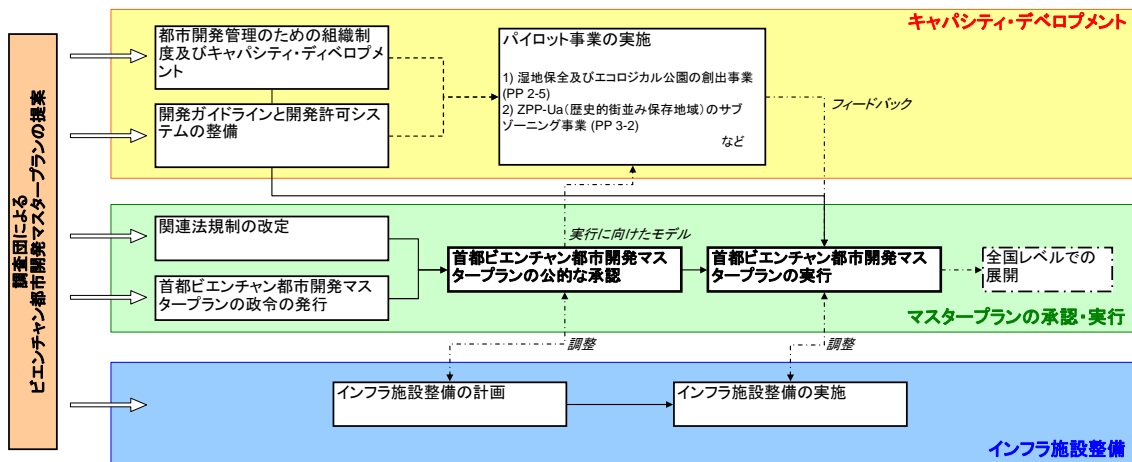 調査団による
ビエンチャン都市開発マスタープランの提案
キャパシティ・デベロプメント
都市開発管理のための組織制
度及びキャパシティ・ディベロプメ
ント
開発ガイドラインと開発許可シス
テムの整備
パイロット事業の実施
1) 湿地保全及びエコロジカル公園の創出事業
(PP 2-5)
2) ZPP-Ua(歴史的街並み保存地域)のサブ
ゾーニング事業 (PP 3-2)
など
フィードバック
関連法規制の改定
首都ビエンチャン都市開発マス
タープランの政令の発行
実行に向けたモデル
首都ビエンチャン都市開発マス
タープランの公的な承認
首都ビエンチャン都市開発マス
タープランの実行
全国レベルでの
展開
マスタープランの承認・実行
調整
調整
インフラ施設整備の計画
インフラ施設整備の実施
インフラ施設整備